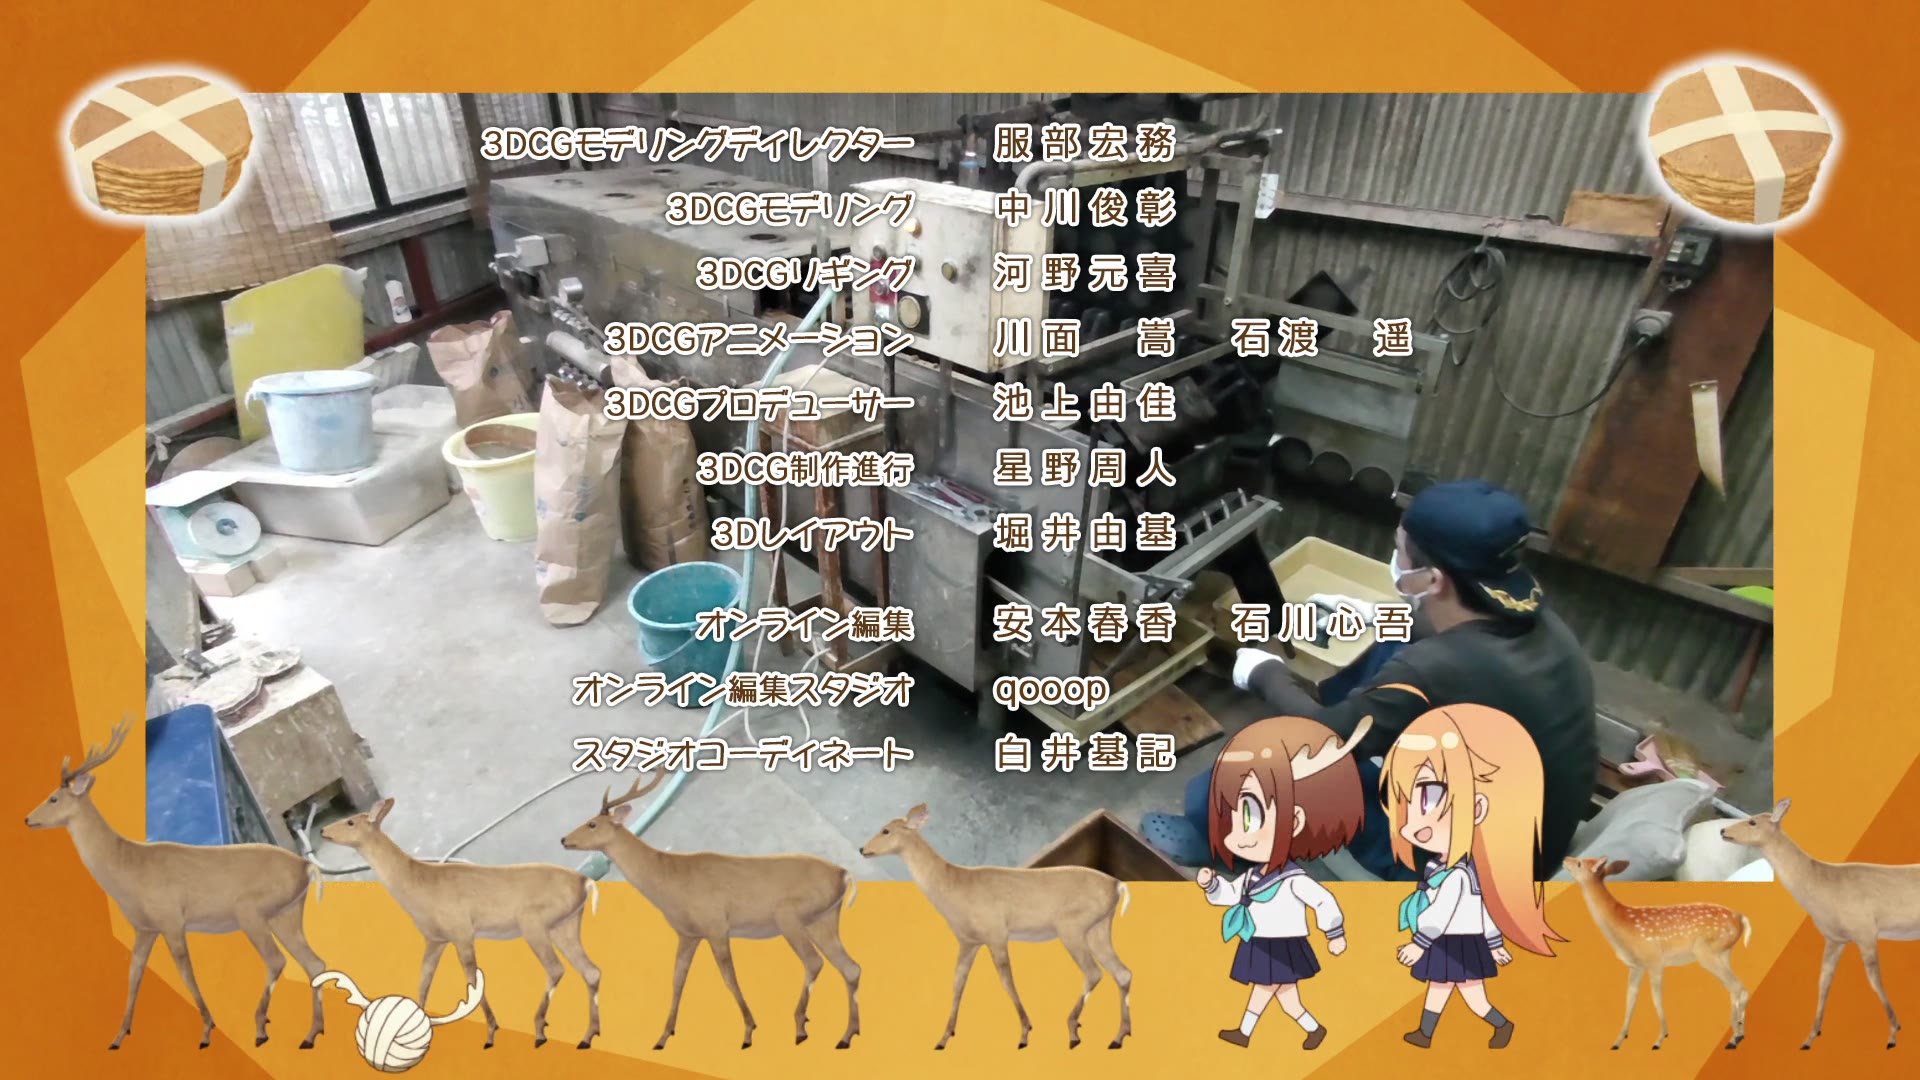 3DCGモデリングディレクター 服部宏務
3DCGモデリング 中川俊彰
3DCGリギング 河野元喜
3DCGアニメーション 川面 嵩 石渡 遥
3DCGプロデューサー 池上由佳
3DCG制作進行 星野周人
3Dレイアウト 堀井由基
オンライン編集 安本春香 石川心吾
オンライン編集スタジオ qooop
スタジオコーディネート 白井基記